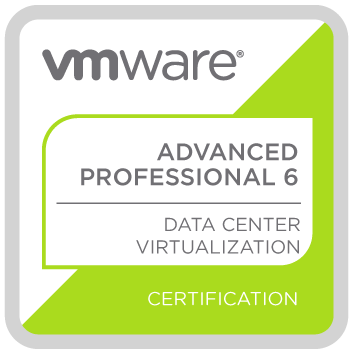 vmware®
ADVANCED
PROFESSIONAL 6
DATA CENTER
VIRTUALIZATION
CERTIFICATION